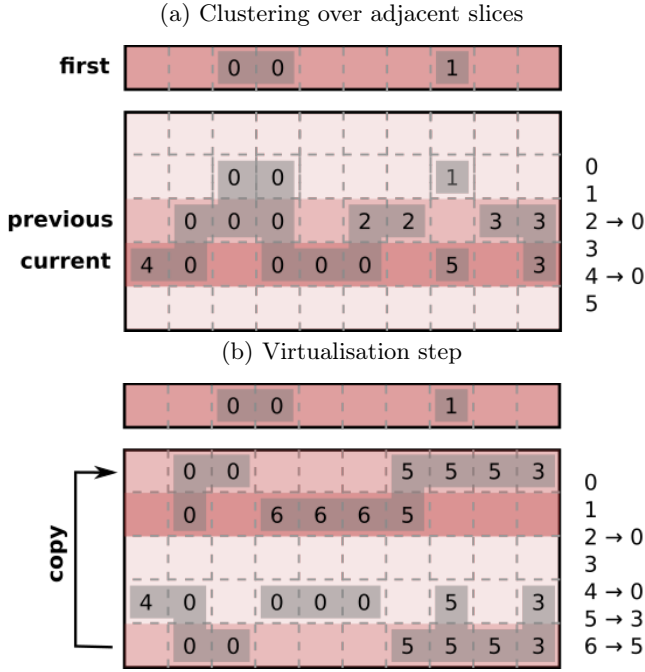 (a) Clustering over adjacent slices
first 0 0 1
0 0 1
previous 0 0 0 2 2 3 3
current 4 0 0 0 0 5 3
0
1
2 → 0
3
4 → 0
5
(b) Virtualisation step
0 0 1
0 0 5 5 5 3
0 6 6 6 5
4 0 0 0 0 5 3
0 0 5 5 5 3
copy
0
1
2 → 0
3
4 → 0
5 → 3
6 → 5